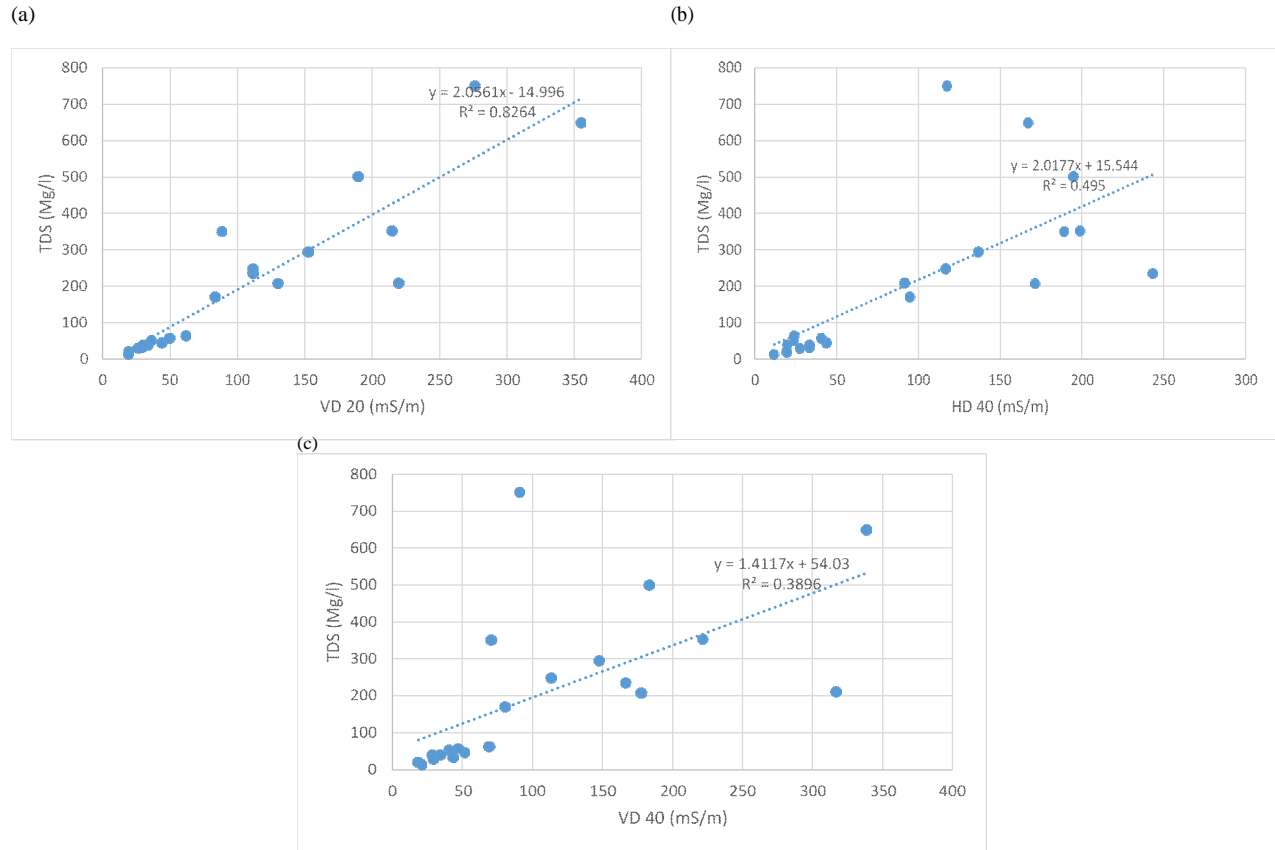 (a)
(b)
800
700
600
500
400
300
200
100
0
TDS (Mg/l)
y = 2.0561x - 14.996
R² = 0.8264
0 50 100 150 200 250 300 350 400
VD 20 (mS/m)
800
700
600
500
400
300
200
100
0
TDS (Mg/l)
y = 2.0177x + 15.544
R² = 0.495
0 50 100 150 200 250 300
HD 40 (mS/m)
(c)
800
700
600
500
400
300
200
100
0
TDS (Mg/l)
y = 1.4117x + 54.03
R² = 0.3896
0 50 100 150 200 250 300 350 400
VD 40 (mS/m)